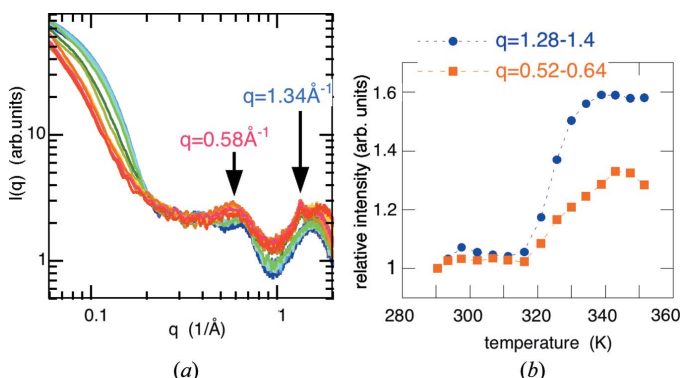 (a)
I(q) (arb.units)
10
1
q=0.58Å⁻¹
q=1.34Å⁻¹
0.1
1
q (1/Å)
(b)
q=1.28-1.4
q=0.52-0.64
relative intensity (arb. units)
1.6
1.4
1.2
1
280
300
320
340
360
temperature (K)
(a)
(b)